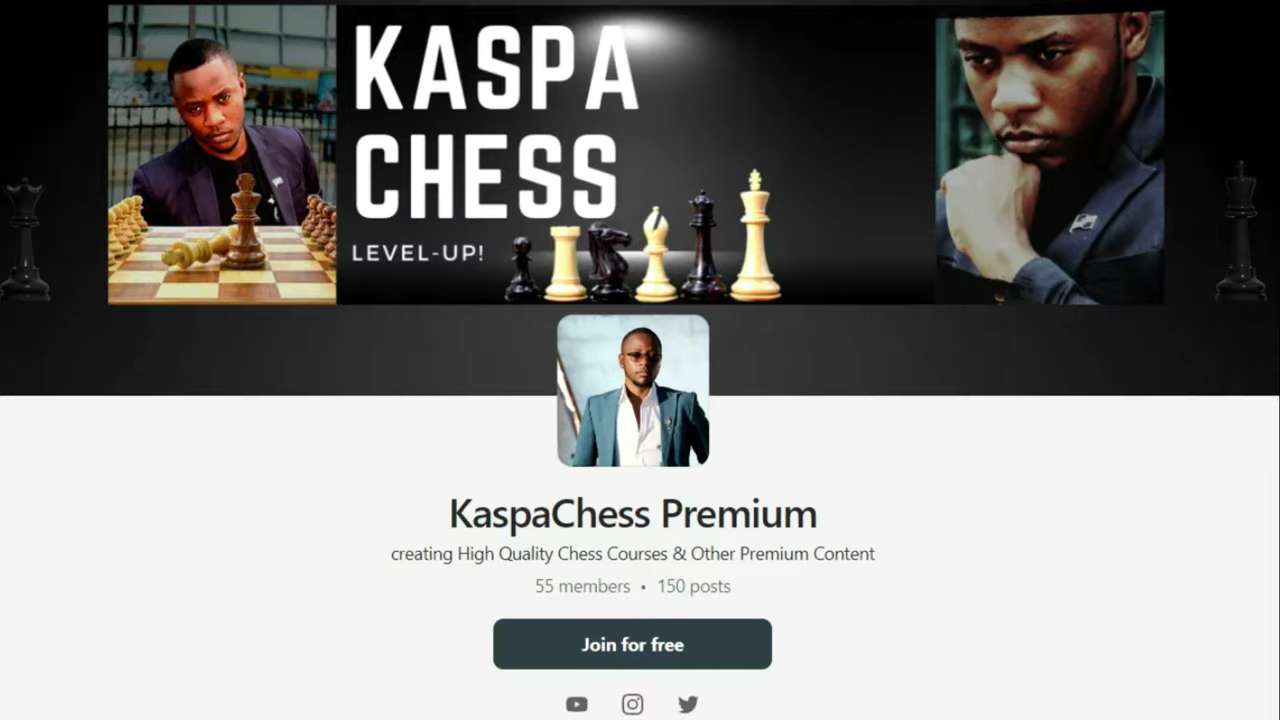 KASPA
CHESS
LEVEL-UP!
KaspaChess Premium
creating High Quality Chess Courses & Other Premium Content
55 members • 150 posts
Join for free